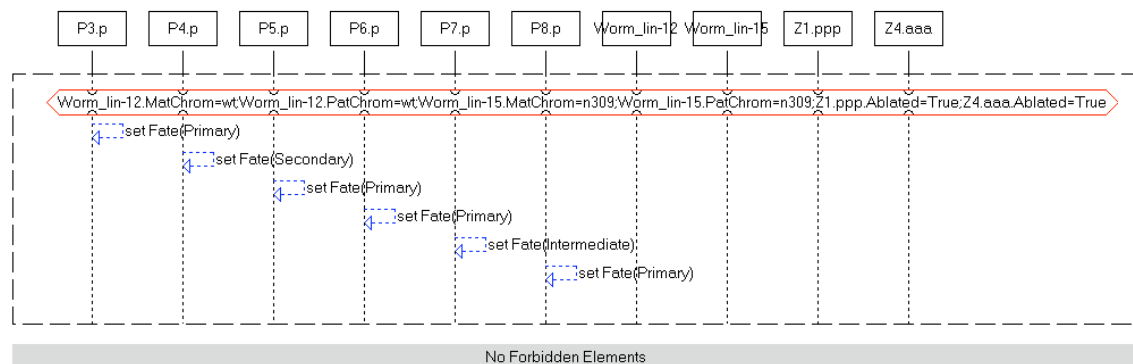 P3.p P4.p P5.p P6.p P7.p P8.p Worm_lin-12 Worm_lin-15 Z1.ppp Z4.aaa
Worm_lin-12.MatChrom=wt;Worm_lin-12.PatChrom=wt;Worm_lin-15.MatChrom=n309;Worm_lin-15.PatChrom=n309;Z1.ppp.Ablated=True;Z4.aaa.Ablated=True
set Fate(Primary)
set Fate(Secondary)
set Fate(Primary)
set Fate(Primary)
set Fate(Intermediate)
set Fate(Primary)
No Forbidden Elements